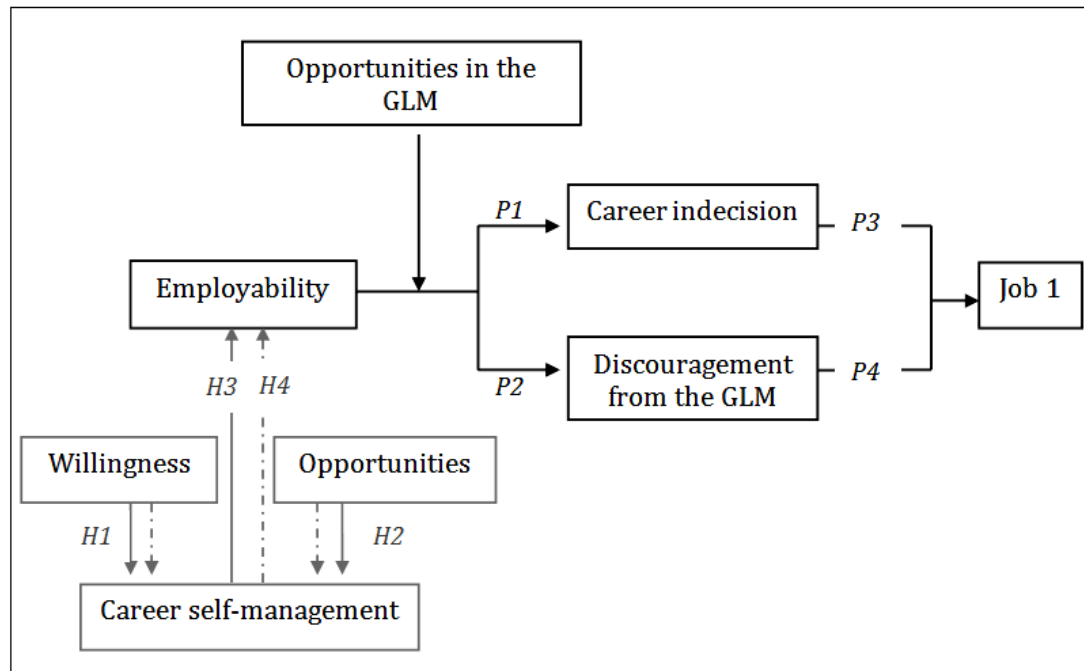 Opportunities in the
GLM
P1
Career indecision
P3
Employability
Job 1
P2
Discouragement
from the GLM
P4
H3
H4
Willingness
Opportunities
H1
H2
Career self-management